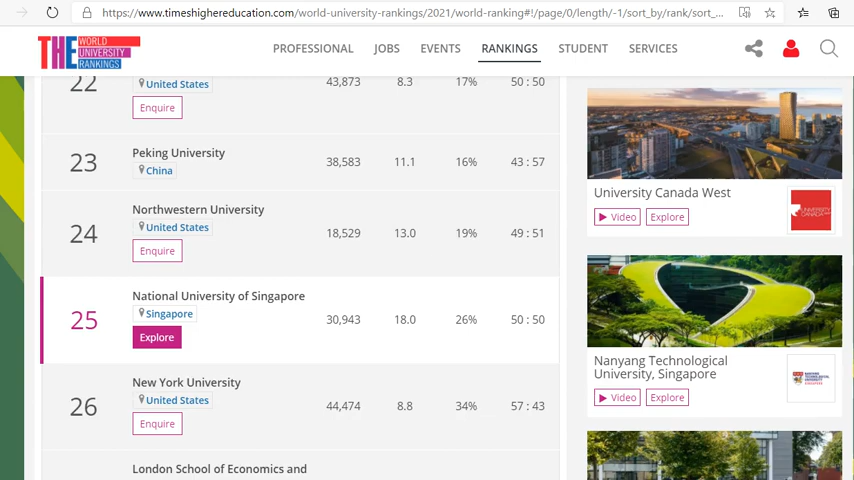 https://www.timeshighereducation.com/world-university-rankings/2021/world-ranking#!/page/0/length/-1/sort_by/rank/sort_...
THE WORLD
UNIVERSITY
RANKINGS
PROFESSIONAL JOBS EVENTS RANKINGS STUDENT SERVICES
22 United States 43,873 8.3 17% 50 : 50
Enquire
23 Peking University 38,583 11.1 16% 43 : 57
China
24 Northwestern University 18,529 13.0 19% 49 : 51
United States
Enquire
25 National University of Singapore 30,943 18.0 26% 50 : 50
Singapore
Explore
26 New York University 44,474 8.8 34% 57 : 43
United States
Enquire
London School of Economics and
University Canada West
Video Explore
UNIVERSITY
CANADA
Nanyang Technological
University, Singapore
Video Explore